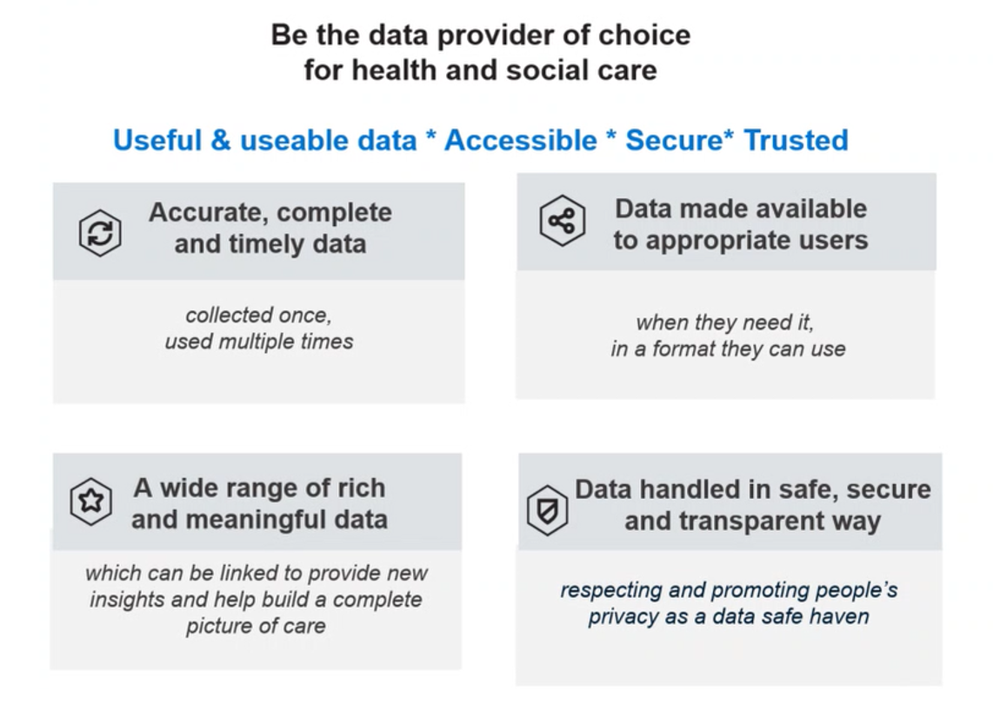 Be the data provider of choice
for health and social care
Useful & useable data * Accessible * Secure* Trusted
Accurate, complete
and timely data
collected once,
used multiple times
Data made available
to appropriate users
when they need it,
in a format they can use
A wide range of rich
and meaningful data
which can be linked to provide new
insights and help build a complete
picture of care
Data handled in safe, secure
and transparent way
respecting and promoting people’s
privacy as a data safe haven